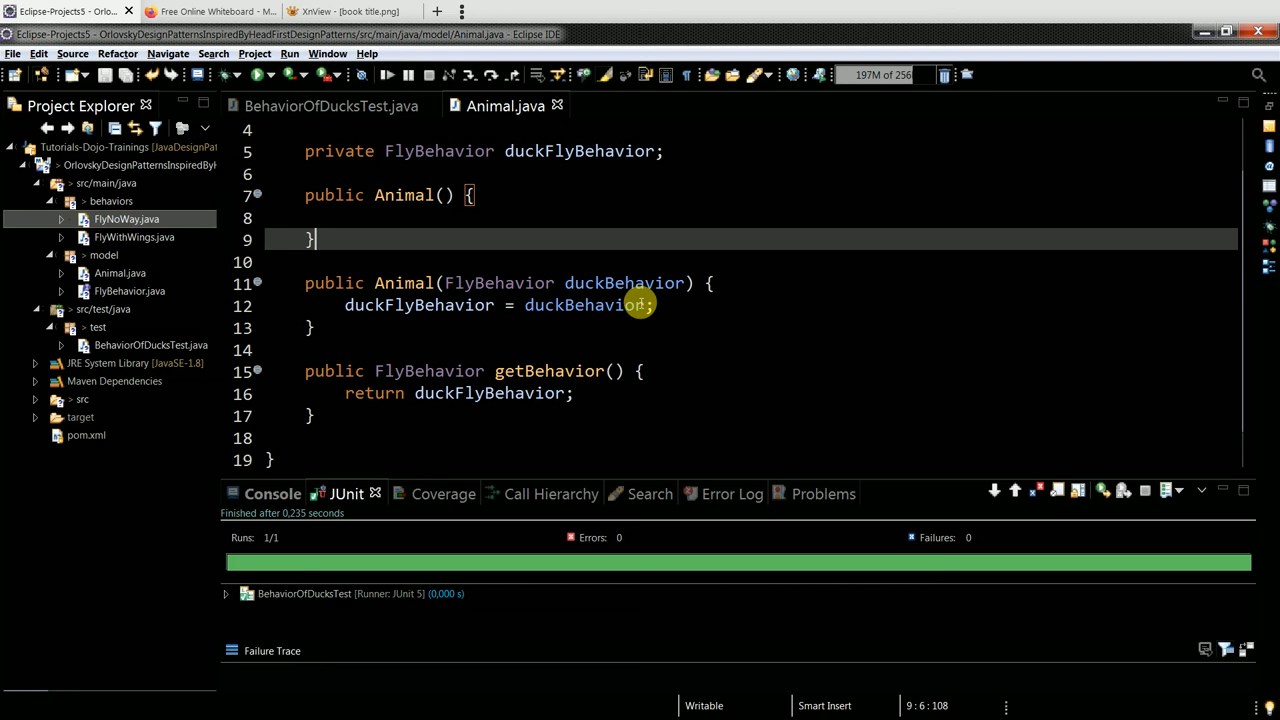 Eclipse-Projects5 - Orlo...
Free Online Whiteboard - M...
XnView - [book title.png]
Eclipse-Projects5 - OrlovskyDesignPatternsInspiredByHeadFirstDesignPatterns/src/main/java/model/Animal.java - Eclipse IDE
File Edit Source Refactor Navigate Search Project Run Window Help
197M of 256
Project Explorer
BehaviorOfDucksTest.java
Animal.java
Tutorials-Dojo-Trainings [JavaDesignPat
> OrlovskyDesignPatternsInspiredByH
> src/main/java
> behaviors
FlyNoWay.java
FlyWithWings.java
> model
Animal.java
FlyBehavior.java
> src/test/java
> test
BehaviorOfDucksTest.java
JRE System Library [JavaSE-1.8]
Maven Dependencies
> src
target
pom.xml
4
5 private FlyBehavior duckFlyBehavior;
6
7 public Animal() {
8
9 }
10
11 public Animal(FlyBehavior duckBehavior) {
12 duckFlyBehavior = duckBehavior;
13 }
14
15 public FlyBehavior getBehavior() {
16 return duckFlyBehavior;
17 }
18
19 }
Console JUnit Coverage Call Hierarchy Search Error Log Problems
Finished after 0,235 seconds
Runs: 1/1 Errors: 0 Failures: 0
BehaviorOfDucksTest [Runner: JUnit 5] (0,000 s)
Failure Trace
Writable Smart Insert 9 : 6 : 108